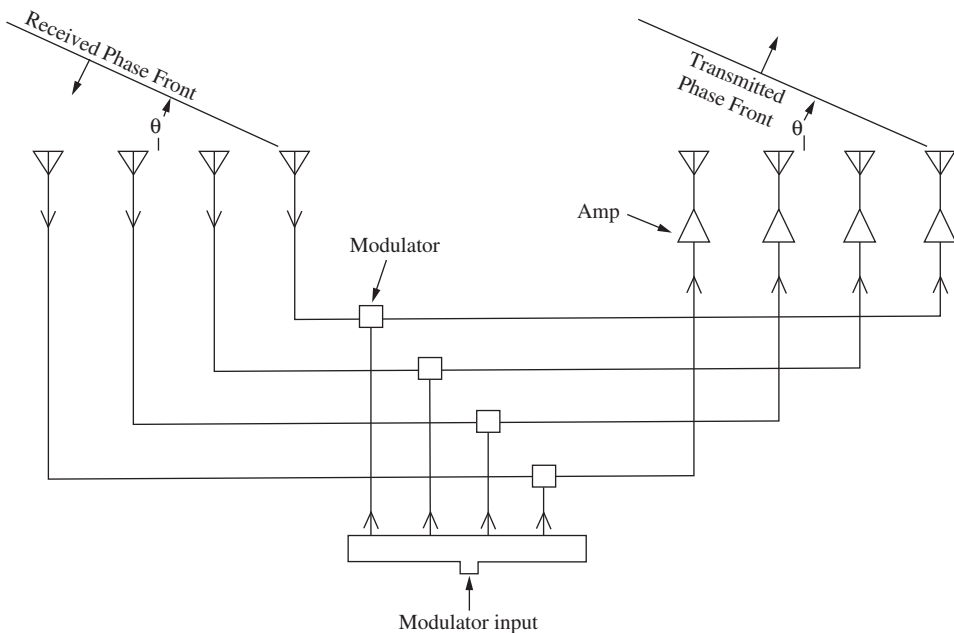 Received Phase Front
θ
Transmitted
Phase Front
θ
Amp
Modulator
Modulator input